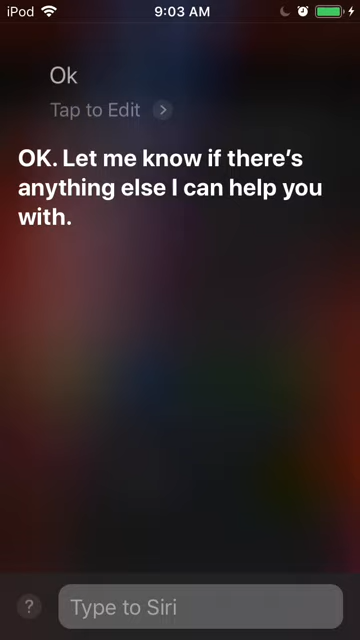 iPod 9:03 AM
Ok
Tap to Edit >
OK. Let me know if there's
anything else I can help you
with.
? Type to Siri